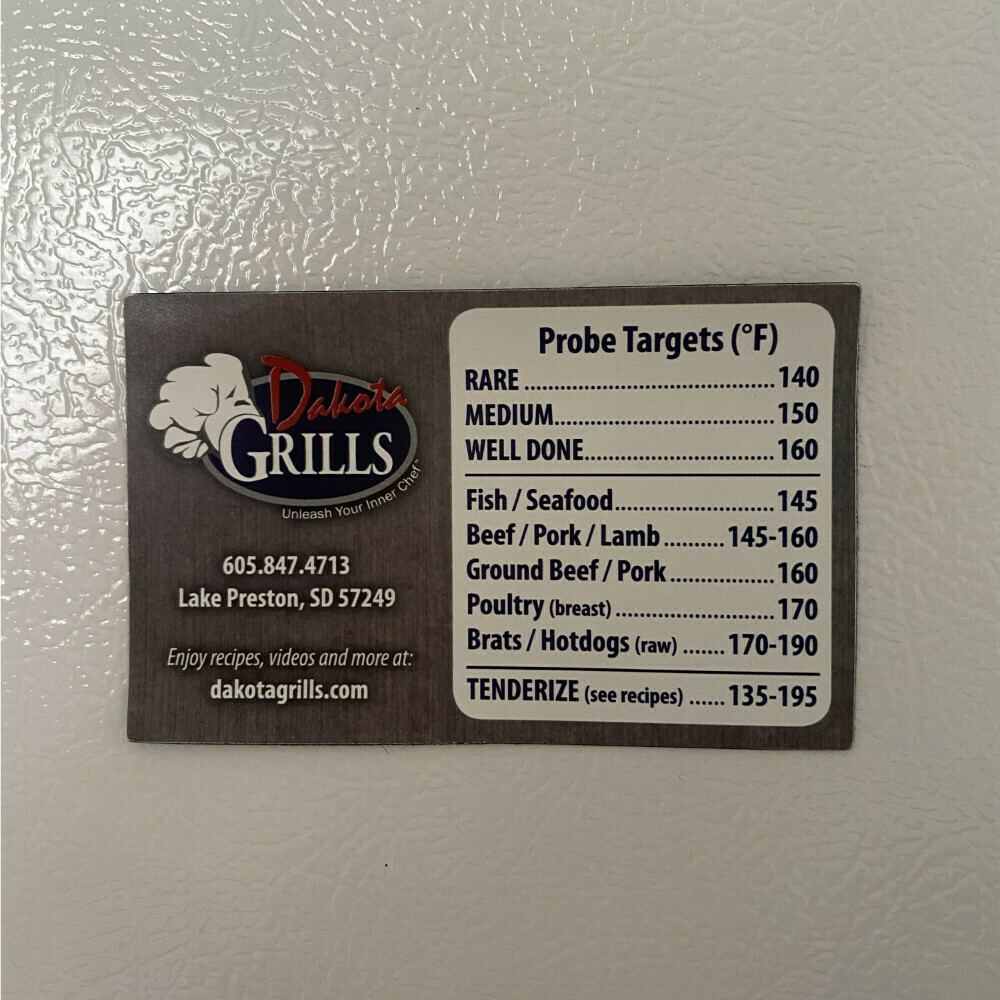 Dakota
GRILLS
Unleash Your Inner Chef™
605.847.4713
Lake Preston, SD 57249
Enjoy recipes, videos and more at:
dakotagrills.com
Probe Targets (°F)
RARE ........................................ 140
MEDIUM.................................... 150
WELL DONE............................... 160
Fish / Seafood.......................... 145
Beef / Pork / Lamb .......... 145-160
Ground Beef / Pork ................. 160
Poultry (breast) .......................... 170
Brats / Hotdogs (raw) ....... 170-190
TENDERIZE (see recipes) ...... 135-195